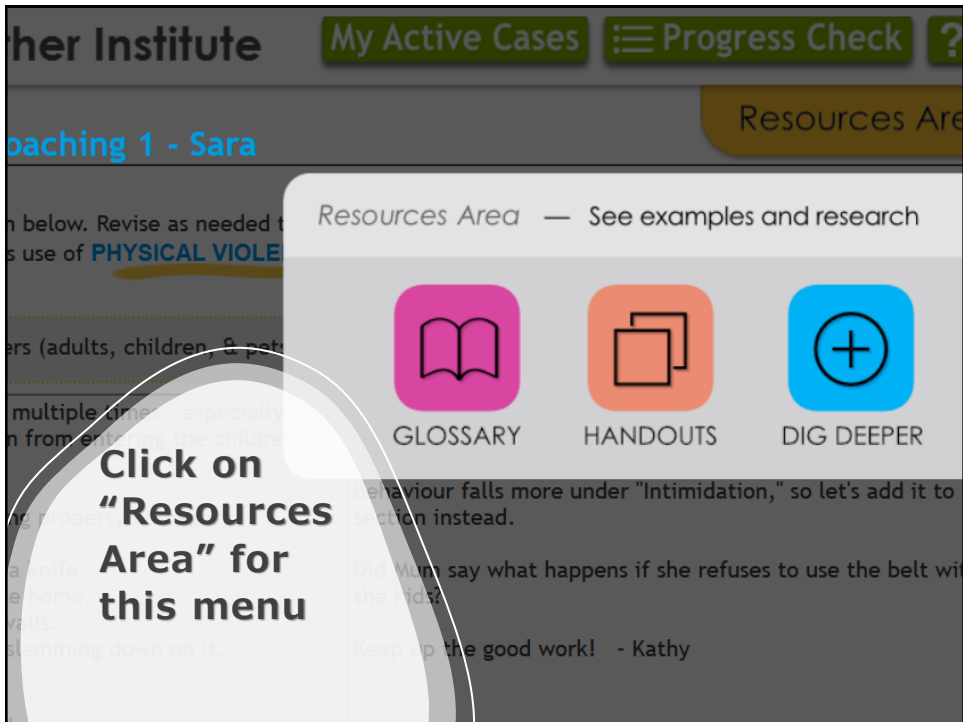 ther Institute
My Active Cases
Progress Check
?
Resources Are
oaching 1 - Sara
n below. Revise as needed t
s use of PHYSICAL VIOLE
Resources Area — See examples and research
ers (adults, children, & pets
GLOSSARY
HANDOUTS
DIG DEEPER
multiple times - especially
n from entering the childre
Click on
“Resources
Area” for
this menu
ng property
a knife.
e home.
walls.
slamming down on it.
behaviour falls more under "Intimidation," so let's add it to
section instead.
Did Mum say what happens if she refuses to use the belt wit
the kids?
Keep up the good work! - Kathy